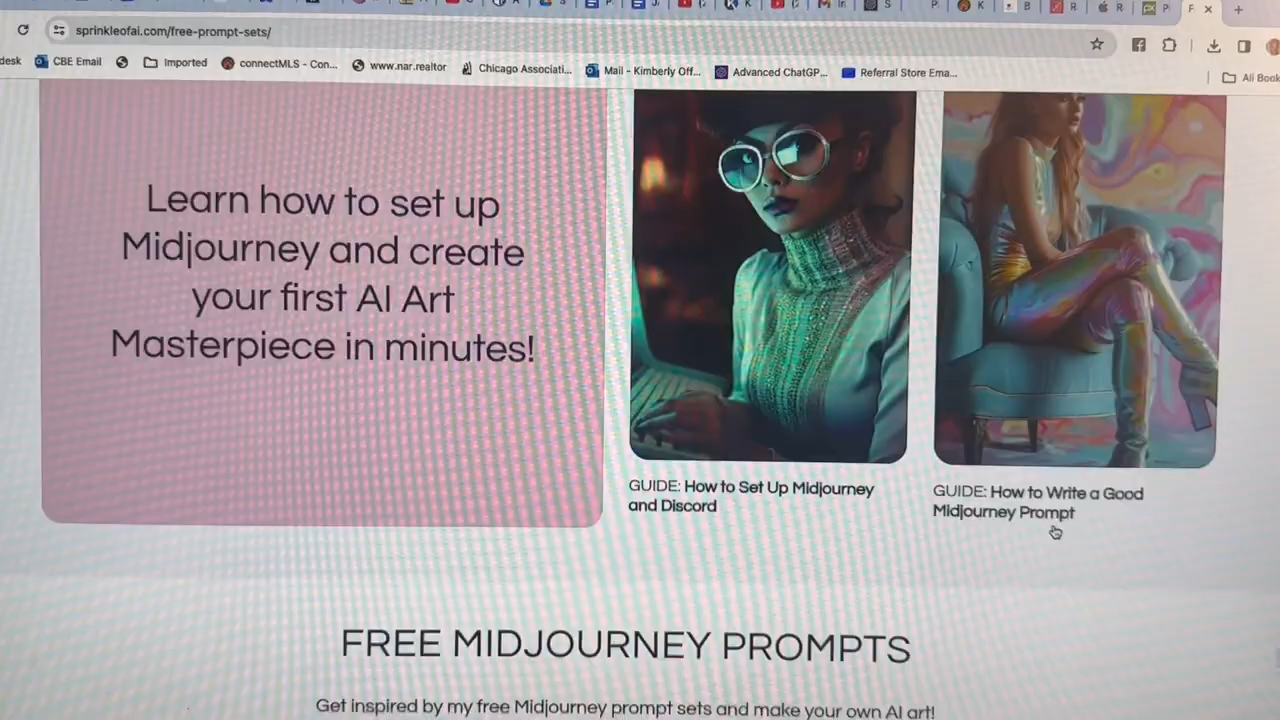 sprinkleofai.com/free-prompt-sets/
desk CBE Email Imported connectMLS - Con... www.nar.realtor Chicago Associati... Mail - Kimberly Off... Advanced ChatGP... Referral Store Ema... All Book
Learn how to set up
Midjourney and create
your first AI Art
Masterpiece in minutes!
GUIDE: How to Set Up Midjourney
and Discord
GUIDE: How to Write a Good
Midjourney Prompt
FREE MIDJOURNEY PROMPTS
Get inspired by my free Midjourney prompt sets and make your own AI art!